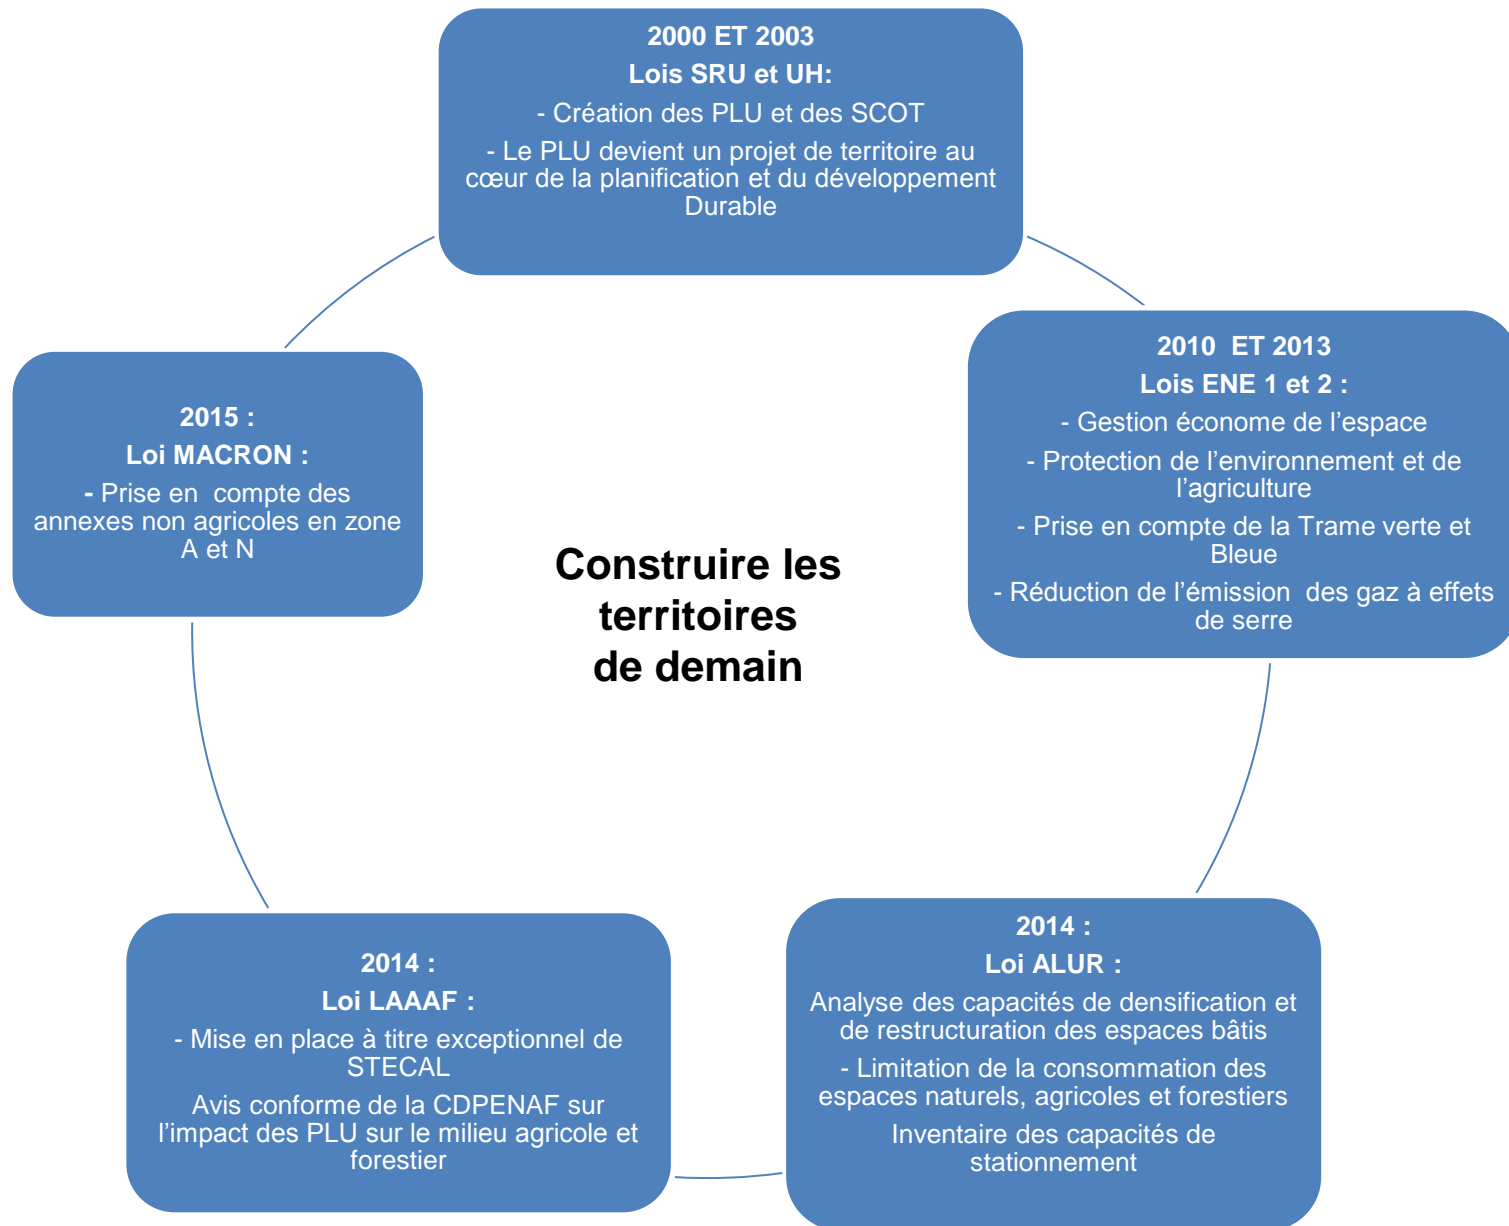 2000 ET 2003
Lois SRU et UH:
- Création des PLU et des SCOT
- Le PLU devient un projet de territoire au
cœur de la planification et du développement
Durable
2010 ET 2013
Lois ENE 1 et 2 :
- Gestion économe de l’espace
- Protection de l’environnement et de
l’agriculture
- Prise en compte de la Trame verte et
Bleue
- Réduction de l’émission des gaz à effets
de serre
2014 :
Loi ALUR :
Analyse des capacités de densification et
de restructuration des espaces bâtis
- Limitation de la consommation des
espaces naturels, agricoles et forestiers
Inventaire des capacités de
stationnement
2014 :
Loi LAAAF :
- Mise en place à titre exceptionnel de
STECAL
Avis conforme de la CDPENAF sur
l’impact des PLU sur le milieu agricole et
forestier
2015 :
Loi MACRON :
- Prise en compte des
annexes non agricoles en zone
A et N
Construire les
territoires
de demain